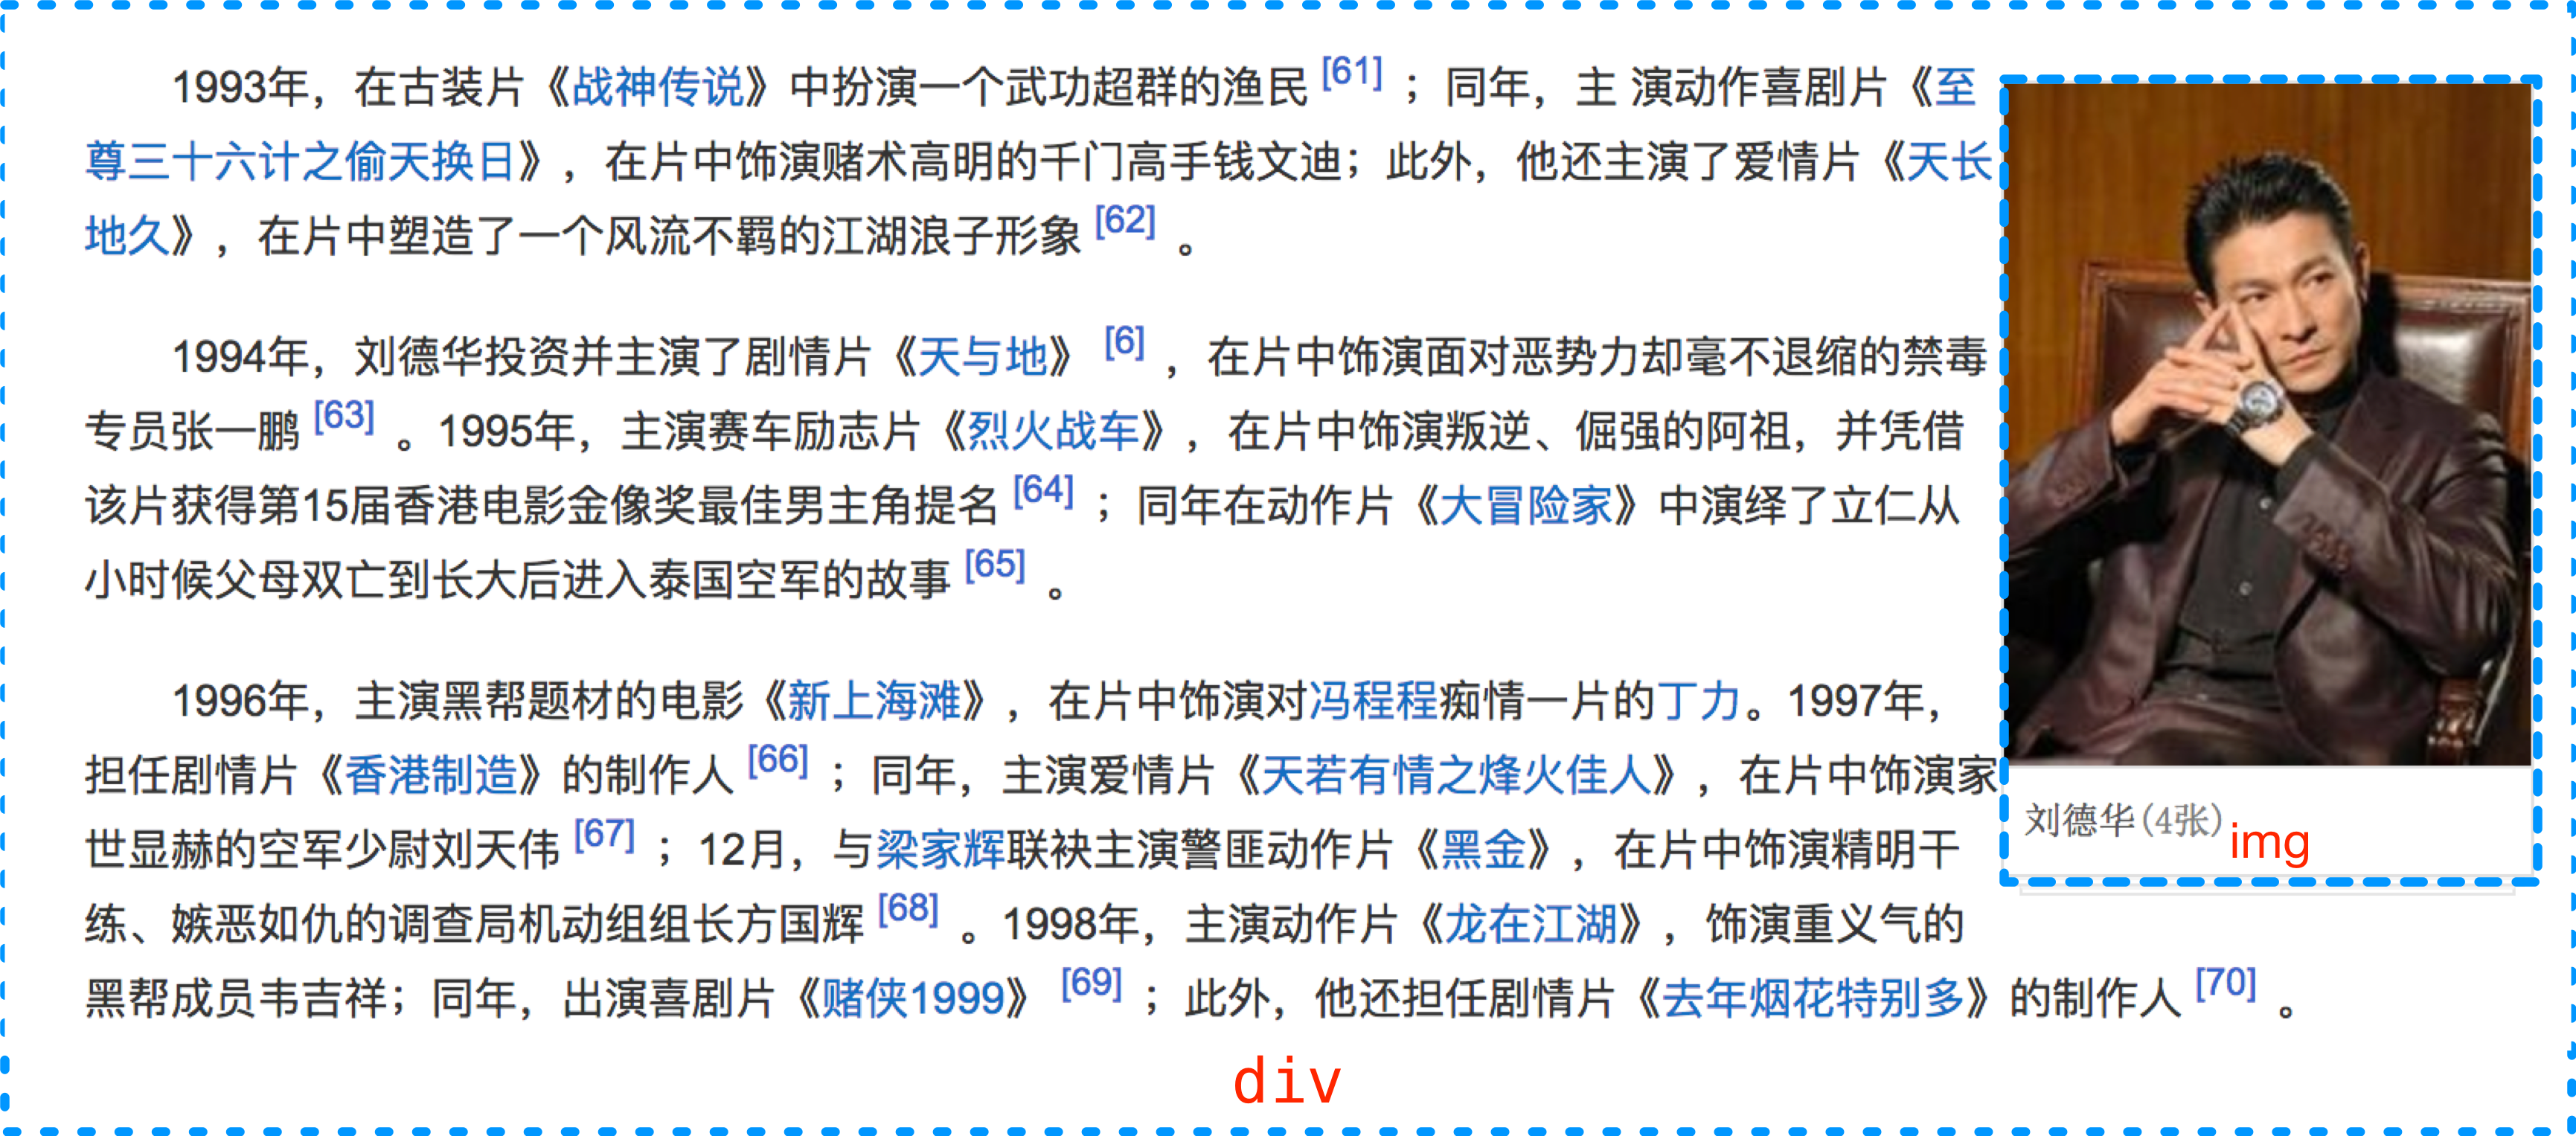 1993年，在古装片《战神传说》中扮演一个武功超群的渔民 [61] ；同年，主 演动作喜剧片《至
尊三十六计之偷天换日》，在片中饰演赌术高明的千门高手钱文迪；此外，他还主演了爱情片《天长
地久》，在片中塑造了一个风流不羁的江湖浪子形象 [62] 。
1994年，刘德华投资并主演了剧情片《天与地》 [6] ，在片中饰演面对恶势力却毫不退缩的禁毒
专员张一鹏 [63] 。1995年，主演赛车励志片《烈火战车》，在片中饰演叛逆、倔强的阿祖，并凭借
该片获得第15届香港电影金像奖最佳男主角提名 [64] ；同年在动作片《大冒险家》中演绎了立仁从
小时候父母双亡到长大后进入泰国空军的故事 [65] 。
1996年，主演黑帮题材的电影《新上海滩》，在片中饰演对冯程程痴情一片的丁力。1997年，
担任剧情片《香港制造》的制作人 [66] ；同年，主演爱情片《天若有情之烽火佳人》，在片中饰演家
世显赫的空军少尉刘天伟 [67] ；12月，与梁家辉联袂主演警匪动作片《黑金》，在片中饰演精明干
练、嫉恶如仇的调查局机动组组长方国辉 [68] 。1998年，主演动作片《龙在江湖》，饰演重义气的
黑帮成员韦吉祥；同年，出演喜剧片《赌侠1999》 [69] ；此外，他还担任剧情片《去年烟花特别多》的制作人 [70] 。
刘德华(4张)
img
div